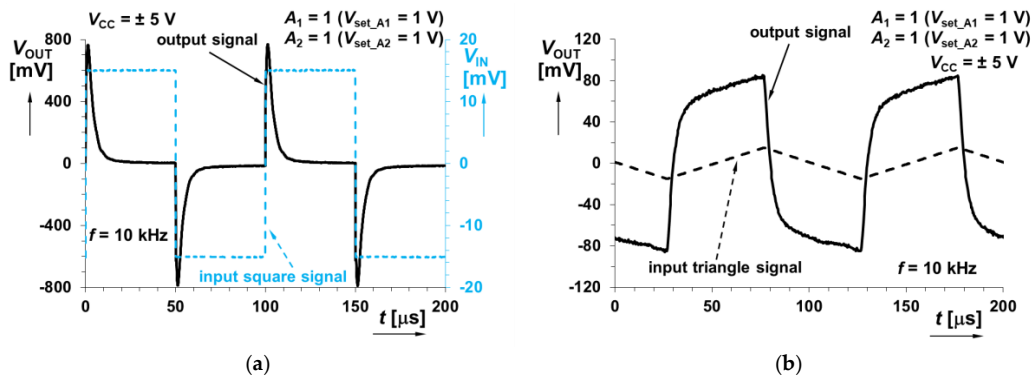 V_CC = ± 5 V
A_1 = 1 (V_set_A1 = 1 V)
A_2 = 1 (V_set_A2 = 1 V)
V_OUT
[mV]
output signal
V_IN
[mV]
800
400
0
-400
-800
20
10
0
-10
-20
f = 10 kHz
input square signal
0
50
100
150
200
t [μs]
(a)
A_1 = 1 (V_set_A1 = 1 V)
A_2 = 1 (V_set_A2 = 1 V)
V_CC = ± 5 V
V_OUT
[mV]
output signal
120
80
40
0
-40
-80
-120
input triangle signal
f = 10 kHz
0
50
100
150
200
t [μs]
(b)